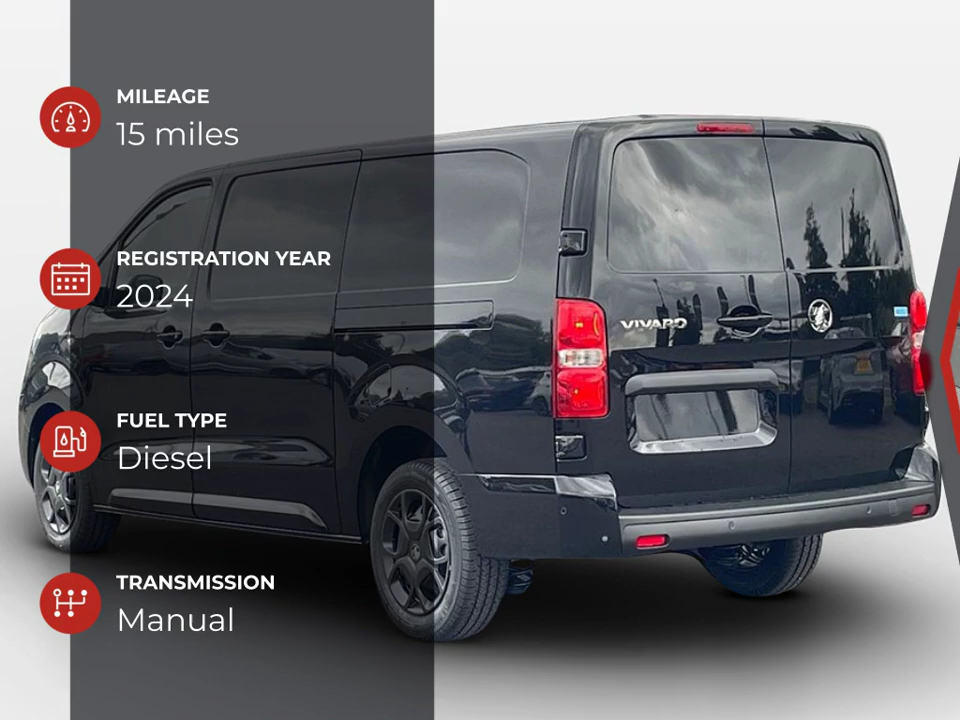 MILEAGE
15 miles
REGISTRATION YEAR
2024
FUEL TYPE
Diesel
TRANSMISSION
Manual
VIVARO